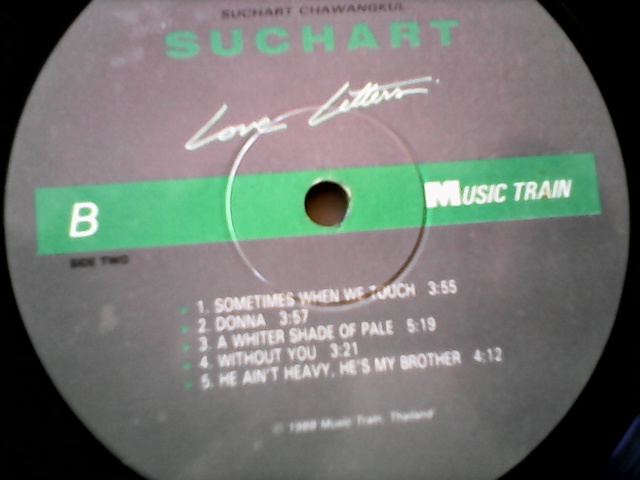 SUCHART CHAWANGKUL
SUCHART
Love Letters
MUSIC TRAIN
B
SIDE TWO
1. SOMETIMES WHEN WE TOUCH 3:55
2. DONNA 3:57
3. A WHITER SHADE OF PALE 5:19
4. WITHOUT YOU 3:21
5. HE AIN'T HEAVY, HE'S MY BROTHER 4:12
© 1989 Music Train, Thailand